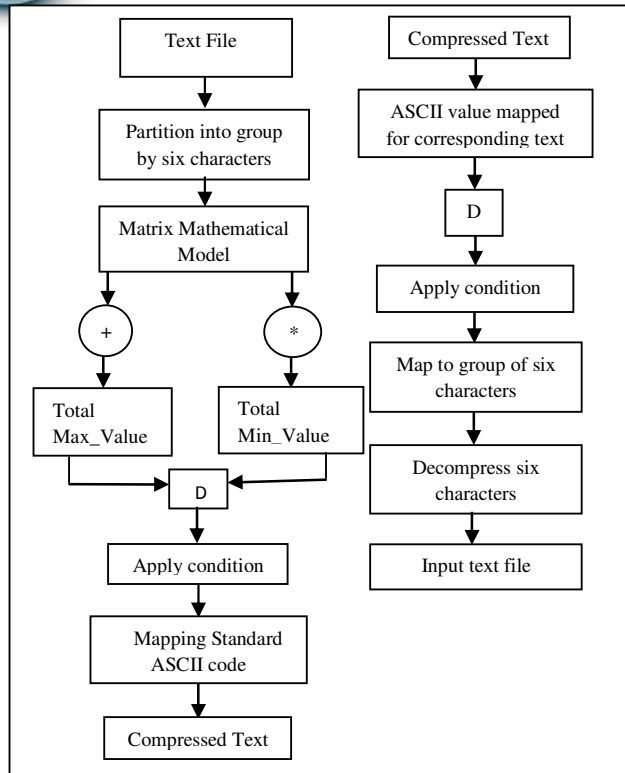 Text File
Partition into group
by six characters
Matrix Mathematical
Model
+
*
Total
Max_Value
Total
Min_Value
D
Apply condition
Mapping Standard
ASCII code
Compressed Text
Compressed Text
ASCII value mapped
for corresponding text
D
Apply condition
Map to group of six
characters
Decompress six
characters
Input text file